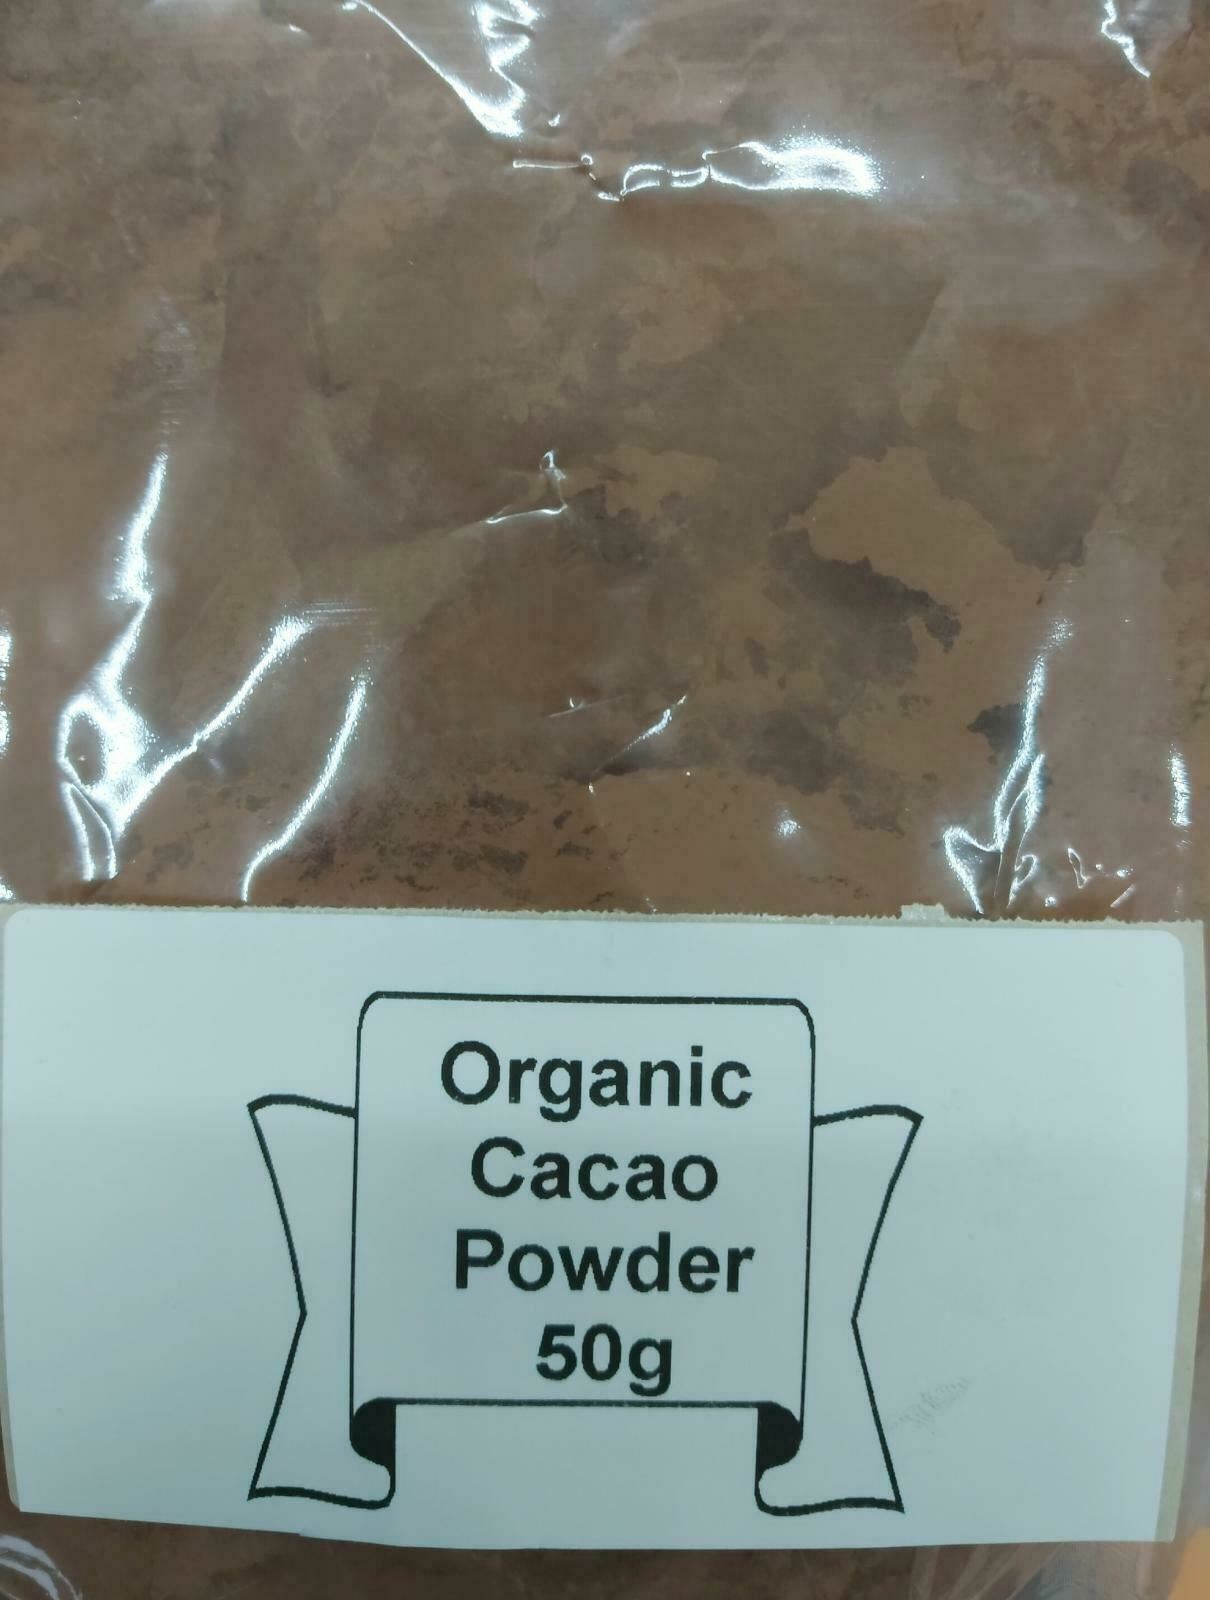 Organic
Cacao
Powder
50g